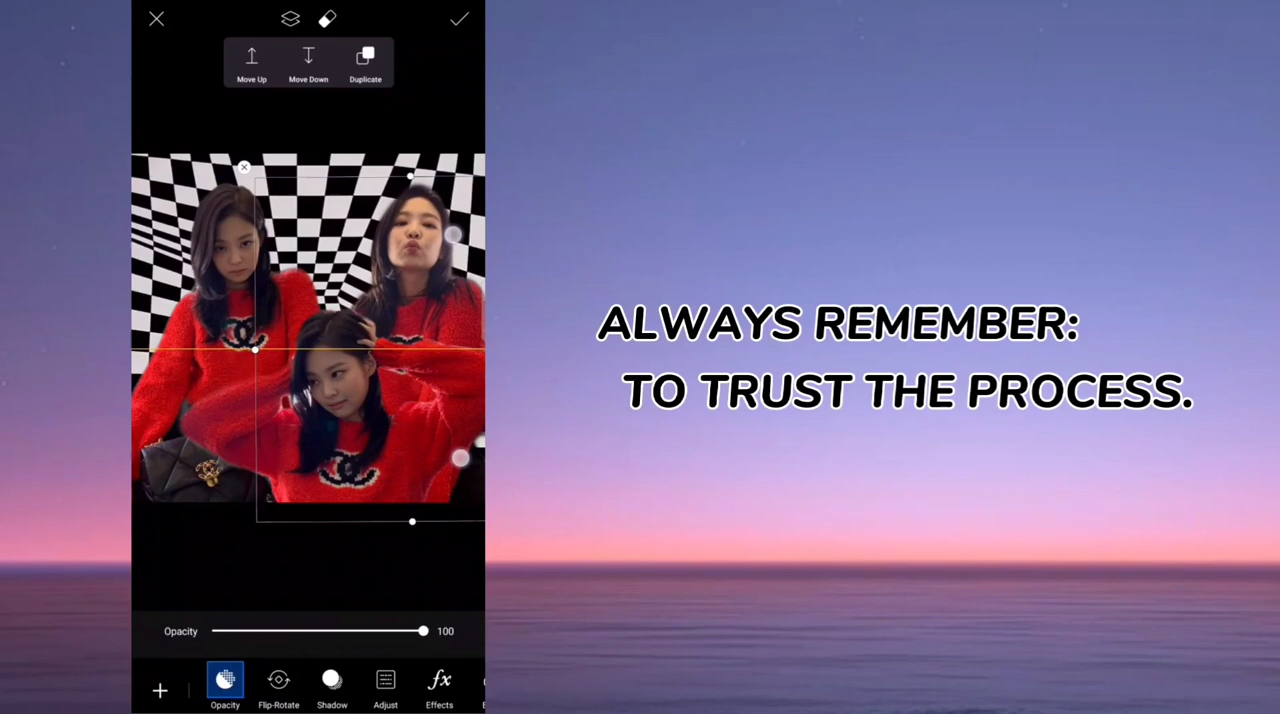 Move Up
Move Down
Duplicate
ALWAYS REMEMBER:
TO TRUST THE PROCESS.
Opacity
100
Opacity
Flip-Rotate
Shadow
Adjust
Effects